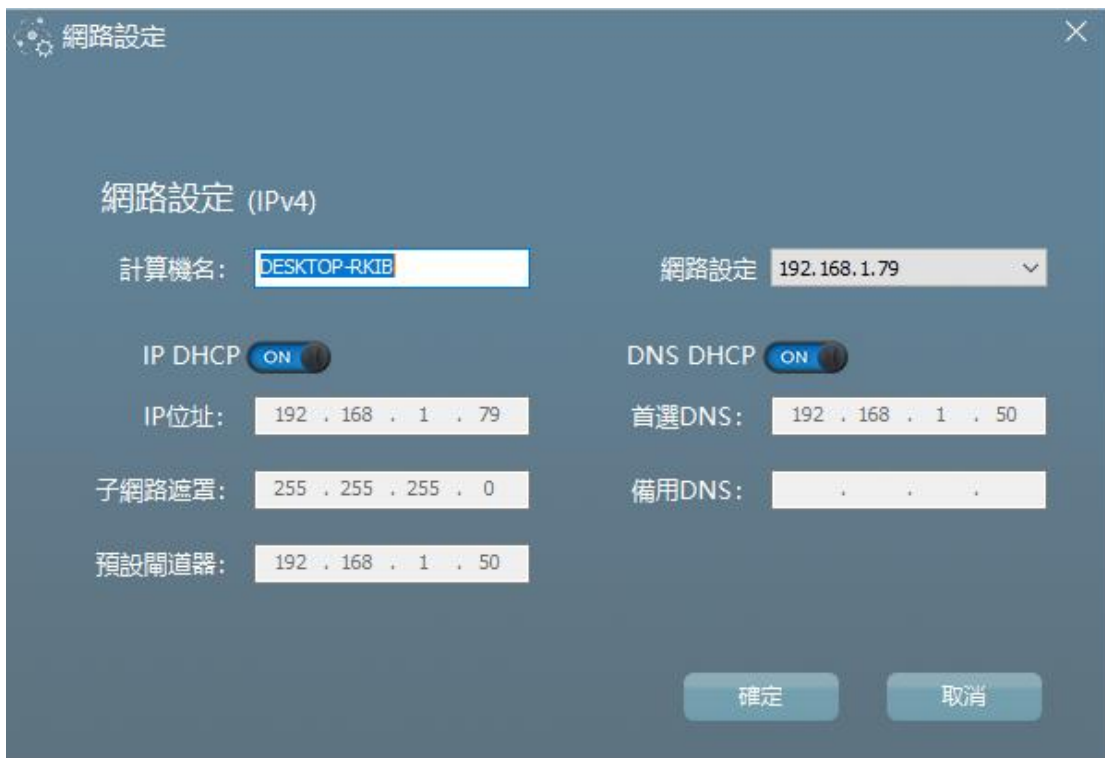 網路設定
網路設定 (IPv4)
計算機名: DESKTOP-RKIB 網路設定 192.168.1.79
IP DHCP ON DNS DHCP ON
IP位址: 192 . 168 . 1 . 79 首選DNS: 192 . 168 . 1 . 50
子網路遮罩: 255 . 255 . 255 . 0 備用DNS: . . .
預設閘道器: 192 . 168 . 1 . 50
確定 取消